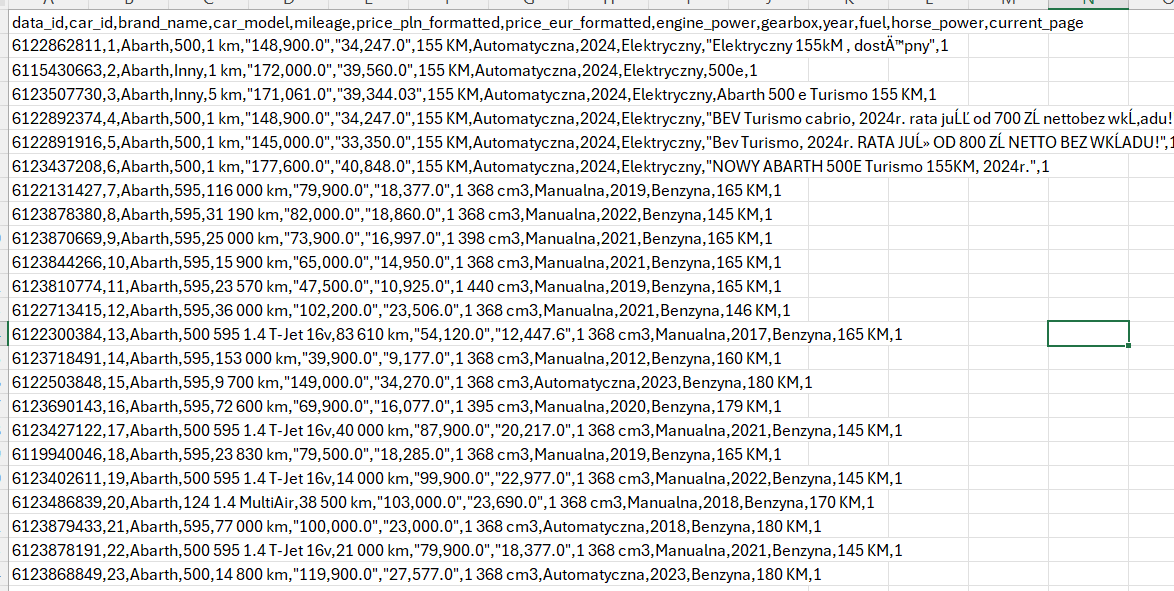 data_id,car_id,brand_name,car_model,mileage,price_pln_formatted,price_eur_formatted,engine_power,gearbox,year,fuel,horse_power,current_page
6122862811,1,Abarth,500,1 km,"148,900.0","34,247.0",155 KM,Automatyczna,2024,Elektryczny,"Elektryczny 155kM , dostÄ™pny",1
6115430663,2,Abarth,Inny,1 km,"172,000.0","39,560.0",155 KM,Automatyczna,2024,Elektryczny,500e,1
6123507730,3,Abarth,Inny,5 km,"171,061.0","39,344.03",155 KM,Automatyczna,2024,Elektryczny,Abarth 500 e Turismo 155 KM,1
6122892374,4,Abarth,500,1 km,"148,900.0","34,247.0",155 KM,Automatyczna,2024,Elektryczny,"BEV Turismo cabrio, 2024r. rata juĹĽ od 700 ZĹ nettobez wkĹ‚adu!
6122891916,5,Abarth,500,1 km,"145,000.0","33,350.0",155 KM,Automatyczna,2024,Elektryczny,"Bev Turismo, 2024r. RATA JUĹ» OD 800 ZĹ NETTO BEZ WKĹADU!",1
6123437208,6,Abarth,500,1 km,"177,600.0","40,848.0",155 KM,Automatyczna,2024,Elektryczny,"NOWY ABARTH 500E Turismo 155KM, 2024r.",1
6122131427,7,Abarth,595,116 000 km,"79,900.0","18,377.0",1 368 cm3,Manualna,2019,Benzyna,165 KM,1
6123878380,8,Abarth,595,31 190 km,"82,000.0","18,860.0",1 368 cm3,Manualna,2022,Benzyna,145 KM,1
6123870669,9,Abarth,595,25 000 km,"73,900.0","16,997.0",1 398 cm3,Manualna,2021,Benzyna,165 KM,1
6123844266,10,Abarth,595,15 900 km,"65,000.0","14,950.0",1 368 cm3,Manualna,2021,Benzyna,165 KM,1
6123810774,11,Abarth,595,23 570 km,"47,500.0","10,925.0",1 440 cm3,Manualna,2019,Benzyna,165 KM,1
6122713415,12,Abarth,595,36 000 km,"102,200.0","23,506.0",1 368 cm3,Manualna,2021,Benzyna,146 KM,1
6122300384,13,Abarth,500 595 1.4 T-Jet 16v,83 610 km,"54,120.0","12,447.6",1 368 cm3,Manualna,2017,Benzyna,165 KM,1
6123718491,14,Abarth,595,153 000 km,"39,900.0","9,177.0",1 368 cm3,Manualna,2012,Benzyna,160 KM,1
6122503848,15,Abarth,595,9 700 km,"149,000.0","34,270.0",1 368 cm3,Automatyczna,2023,Benzyna,180 KM,1
6123690143,16,Abarth,595,72 600 km,"69,900.0","16,077.0",1 395 cm3,Manualna,2020,Benzyna,179 KM,1
6123427122,17,Abarth,500 595 1.4 T-Jet 16v,40 000 km,"87,900.0","20,217.0",1 368 cm3,Manualna,2021,Benzyna,145 KM,1
6119940046,18,Abarth,595,23 830 km,"79,500.0","18,285.0",1 368 cm3,Manualna,2019,Benzyna,165 KM,1
6123402611,19,Abarth,500 595 1.4 T-Jet 16v,14 000 km,"99,900.0","22,977.0",1 368 cm3,Manualna,2022,Benzyna,145 KM,1
6123486839,20,Abarth,124 1.4 MultiAir,38 500 km,"103,000.0","23,690.0",1 368 cm3,Manualna,2018,Benzyna,170 KM,1
6123879433,21,Abarth,595,77 000 km,"100,000.0","23,000.0",1 368 cm3,Automatyczna,2018,Benzyna,180 KM,1
6123878191,22,Abarth,500 595 1.4 T-Jet 16v,21 000 km,"79,900.0","18,377.0",1 368 cm3,Manualna,2021,Benzyna,145 KM,1
6123868849,23,Abarth,500,14 800 km,"119,900.0","27,577.0",1 368 cm3,Automatyczna,2023,Benzyna,180 KM,1